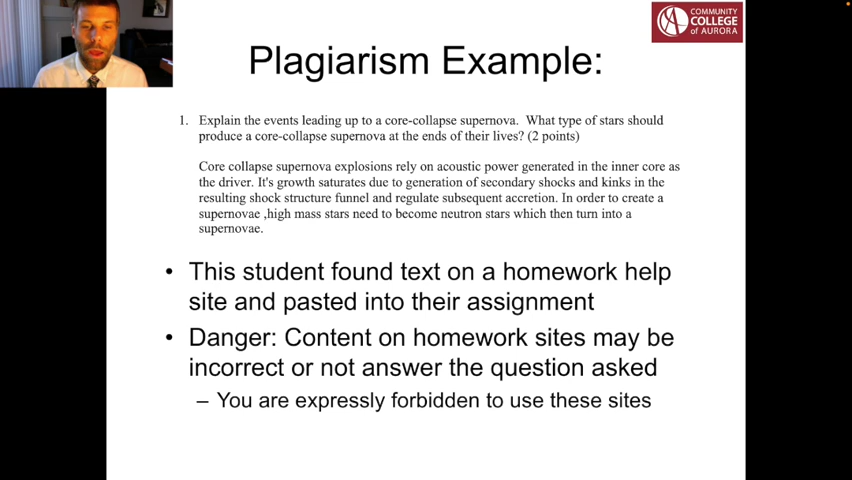 COMMUNITY
COLLEGE
of AURORA
Plagiarism Example:
1. Explain the events leading up to a core-collapse supernova. What type of stars should
produce a core-collapse supernova at the ends of their lives? (2 points)
Core collapse supernova explosions rely on acoustic power generated in the inner core as
the driver. It's growth saturates due to generation of secondary shocks and kinks in the
resulting shock structure funnel and regulate subsequent accretion. In order to create a
supernovae ,high mass stars need to become neutron stars which then turn into a
supernovae.
• This student found text on a homework help
site and pasted into their assignment
• Danger: Content on homework sites may be
incorrect or not answer the question asked
– You are expressly forbidden to use these sites